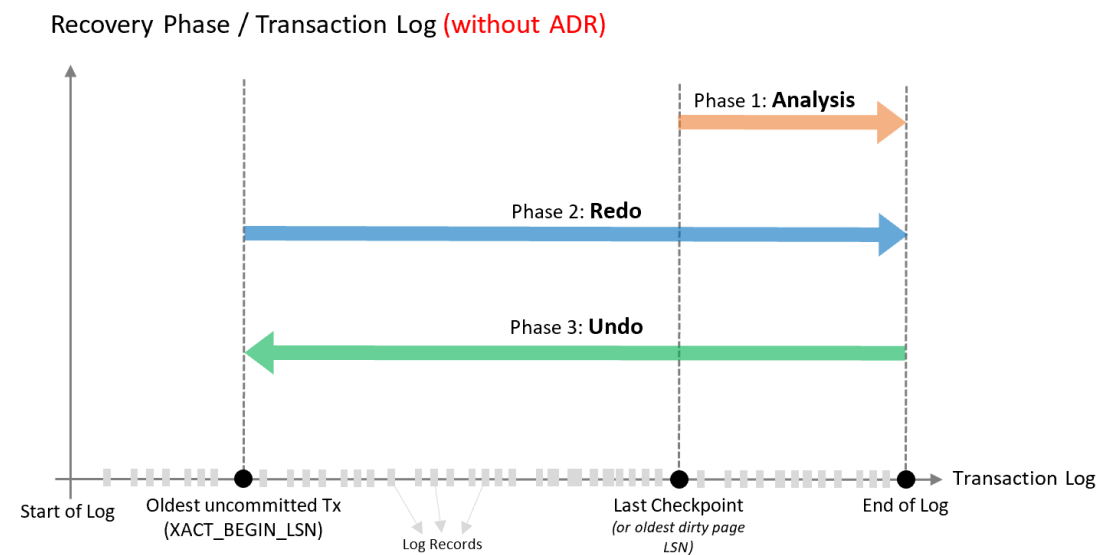 Recovery Phase / Transaction Log (without ADR)
Phase 1: Analysis
Phase 2: Redo
Phase 3: Undo
Transaction Log
Start of Log
Oldest uncommitted Tx
(XACT_BEGIN_LSN)
Log Records
Last Checkpoint
(or oldest dirty page
LSN)
End of Log